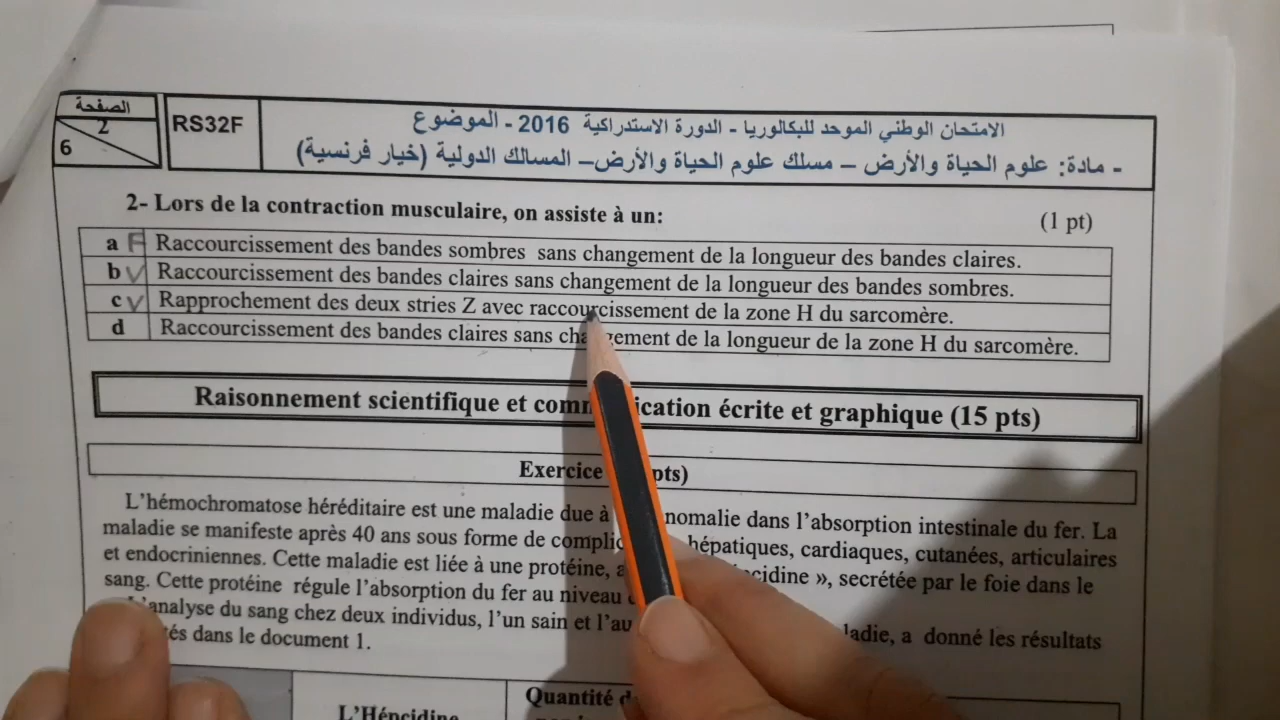 الصفحة
2
6
RS32F
الامتحان الوطني الموحد للبكالوريا - الدورة الاستدراكية 2016 - الموضوع
- مادة: علوم الحياة والأرض – مسلك علوم الحياة والأرض– المسالك الدولية (خيار فرنسية)
2- Lors de la contraction musculaire, on assiste à un: (1 pt)
a F Raccourcissement des bandes sombres sans changement de la longueur des bandes claires.
b V Raccourcissement des bandes claires sans changement de la longueur des bandes sombres.
c V Rapprochement des deux stries Z avec raccourcissement de la zone H du sarcomère.
d Raccourcissement des bandes claires sans de la longueur de la zone H du sarcomère.
Raisonnement scientifique et écrite et graphique (15 pts)
Exercice pts)
L'hémochromatose héréditaire est une maladie due à dans l'absorption intestinale du fer. La
maladie se manifeste après 40 ans sous forme de hépatiques, cardiaques, cutanées, articulaires
et endocriniennes. Cette maladie est liée à une protéine, », secrétée par le foie dans le
sang. Cette protéine régule l'absorption du fer au niveau
L'analyse du sang chez deux individus, l'un sain et a donné les résultats
dans le document 1.
L'Hépcidine
Quantité